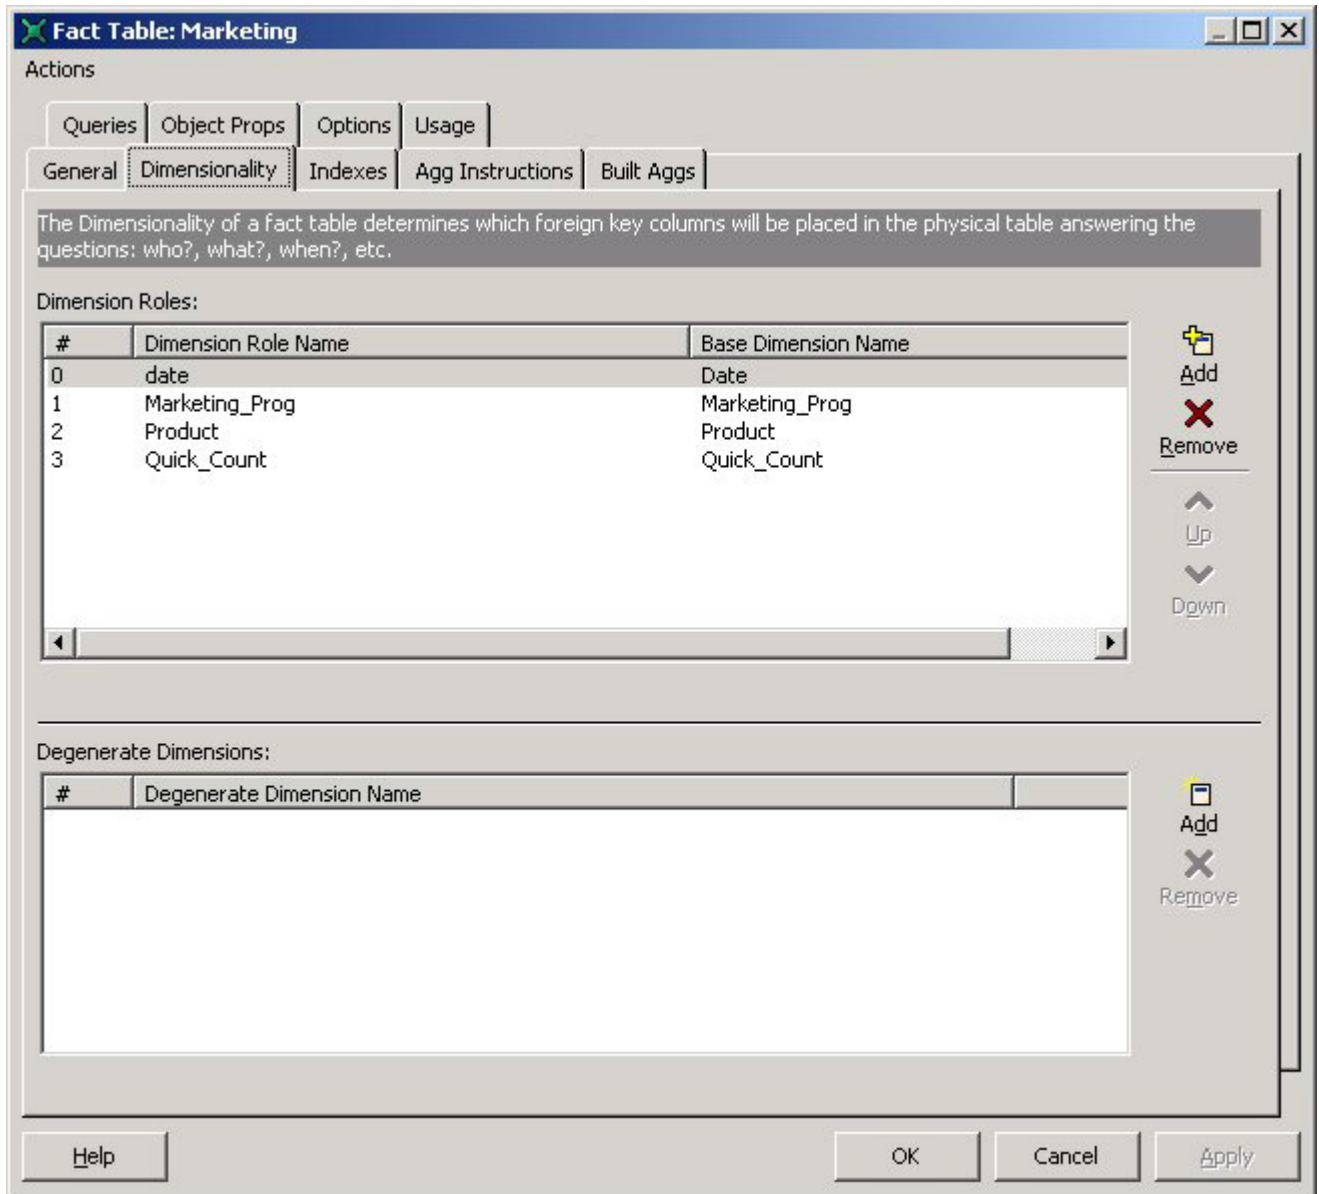 Fact Table: Marketing
Actions
Queries Object Props Options Usage
General Dimensionality Indexes Agg Instructions Built Aggs
The Dimensionality of a fact table determines which foreign key columns will be placed in the physical table answering the
questions: who?, what?, when?, etc.
Dimension Roles:
# Dimension Role Name Base Dimension Name
0 date Date
1 Marketing_Prog Marketing_Prog
2 Product Product
3 Quick_Count Quick_Count
Add
Remove
Up
Down
Degenerate Dimensions:
# Degenerate Dimension Name
Add
Remove
Help OK Cancel Apply